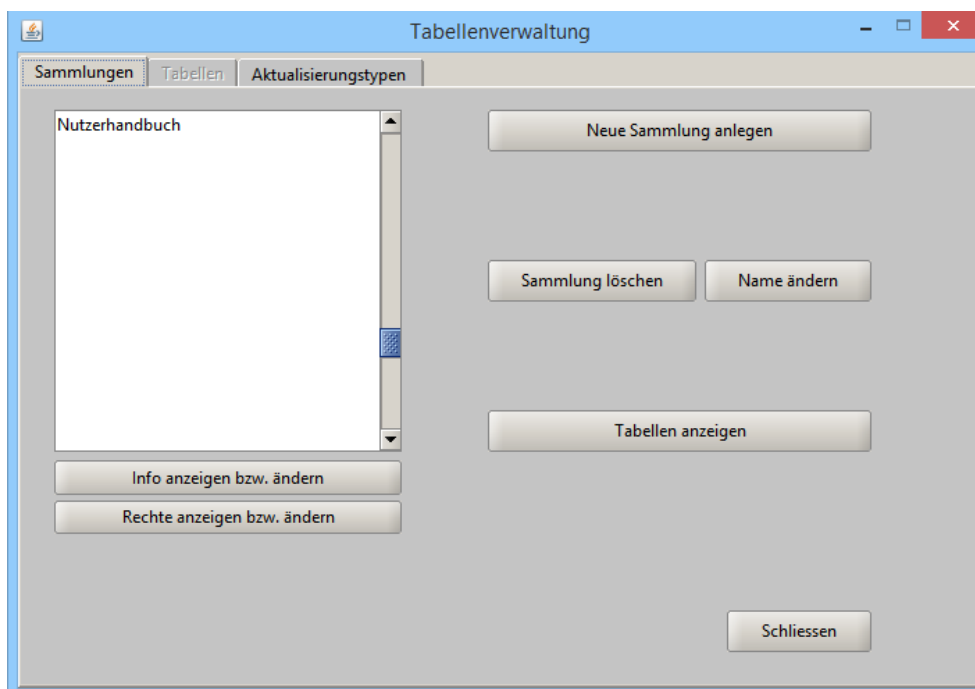 Tabellenverwaltung
Sammlungen Tabellen Aktualisierungstypen
Nutzerhandbuch
Neue Sammlung anlegen
Sammlung löschen Name ändern
Tabellen anzeigen
Info anzeigen bzw. ändern
Rechte anzeigen bzw. ändern
Schliessen